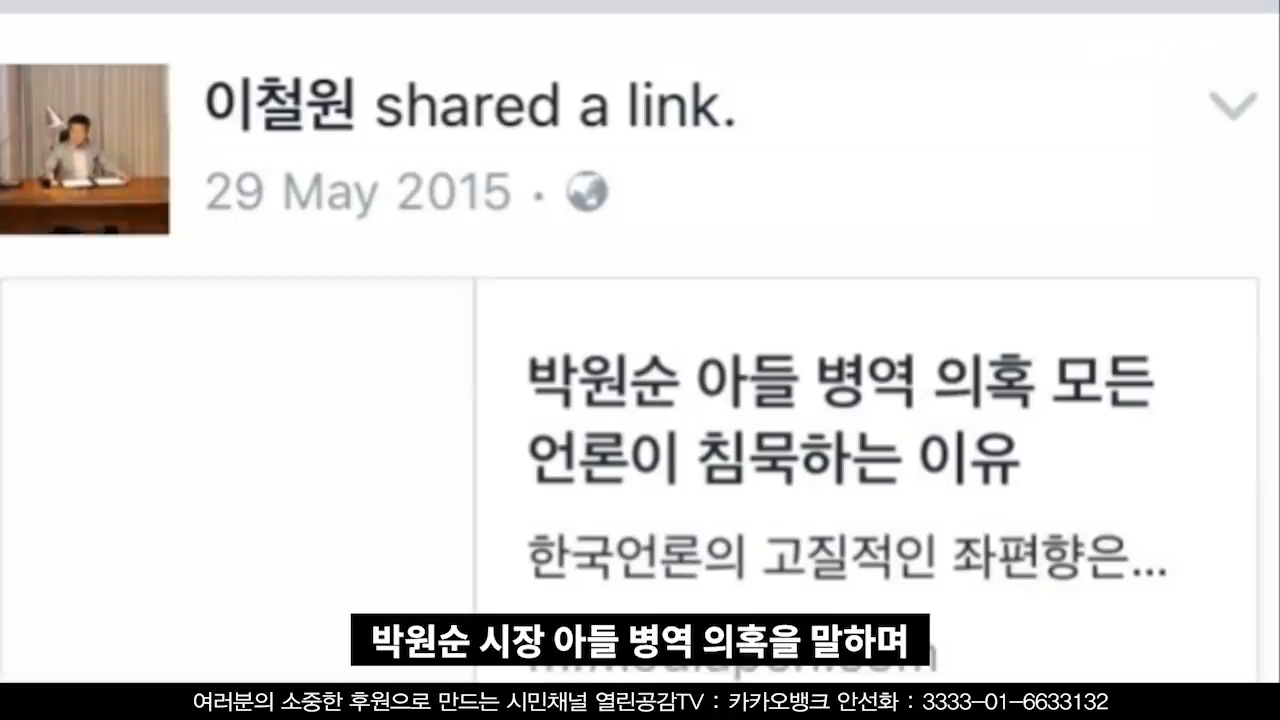 이철원 shared a link.
29 May 2015 ·
박원순 아들 병역 의혹 모든
언론이 침묵하는 이유
한국언론의 고질적인 좌편향은...
박원순 시장 아들 병역 의혹을 말하며
여러분의 소중한 후원으로 만드는 시민채널 열린공감TV : 카카오뱅크 안선화 : 3333-01-6633132